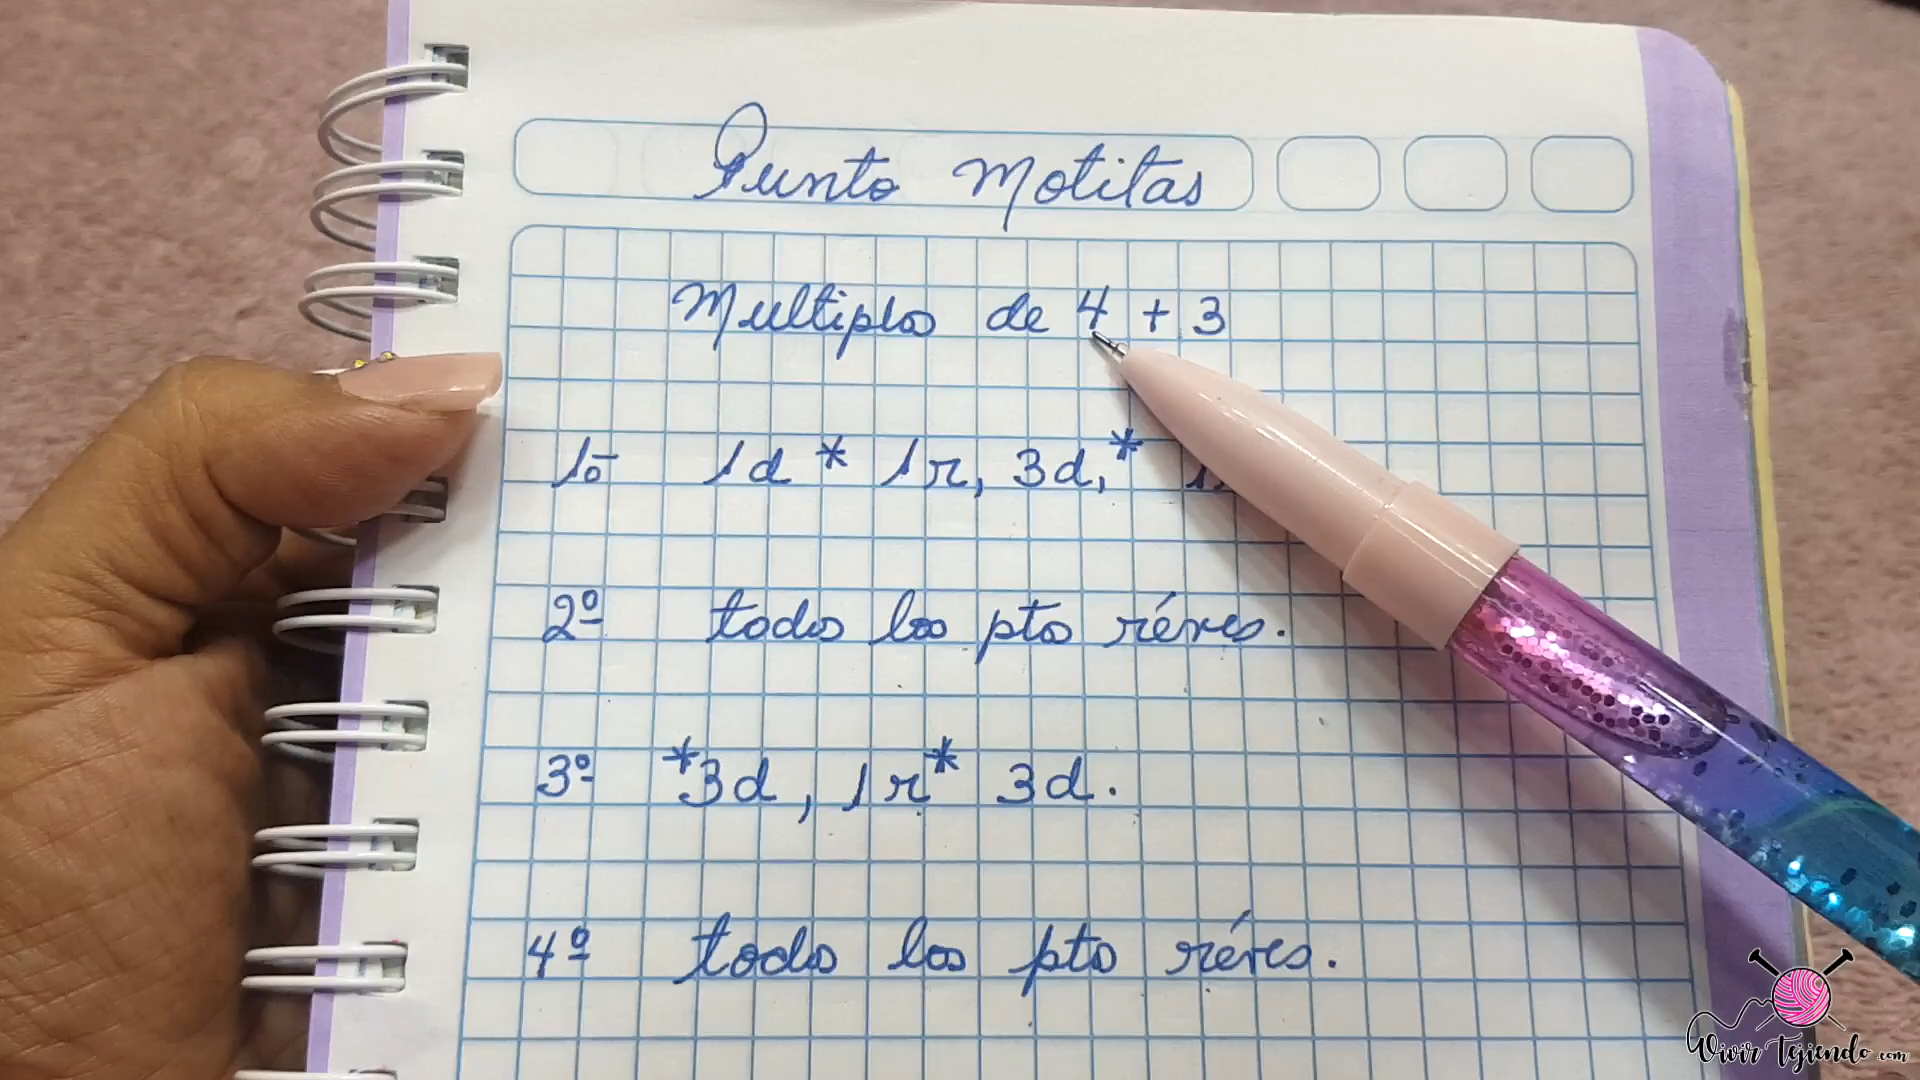 Punto Motitas
Multiplos de 4 + 3
1º 1d * 1r, 3d, *
2º todos los pto réves.
3º *3d, 1r* 3d.
4º todos los pto réves.
Vivir Tejiendo .com